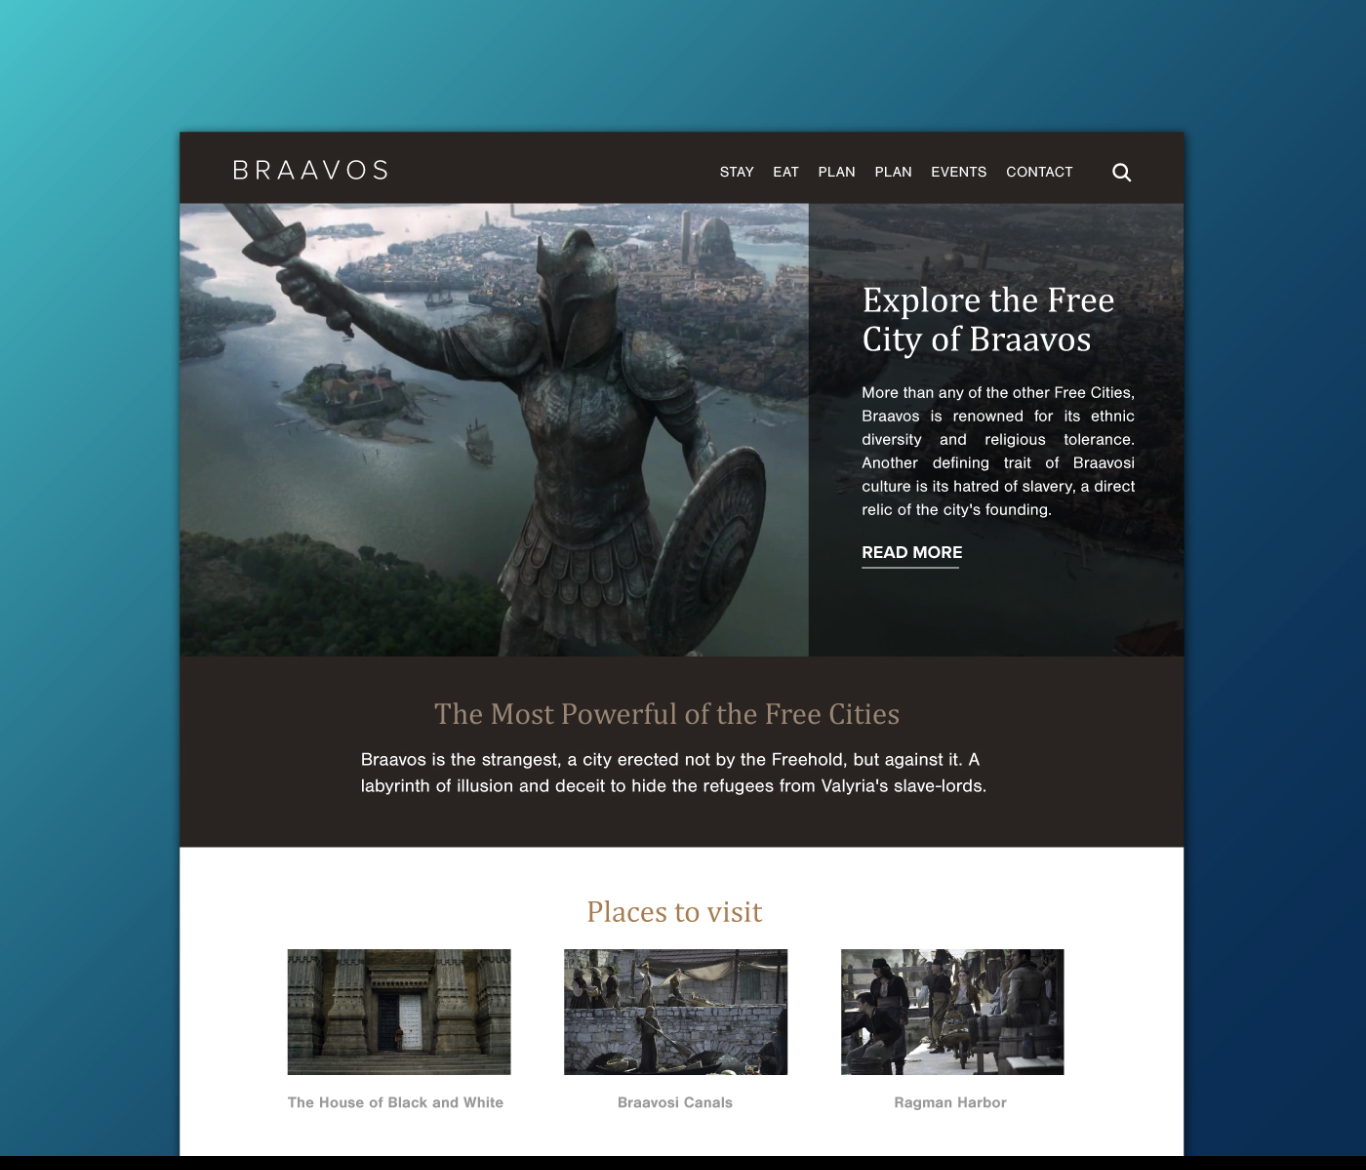 BRAAVOS
STAY EAT PLAN PLAN EVENTS CONTACT
Explore the Free
City of Braavos
More than any of the other Free Cities,
Braavos is renowned for its ethnic
diversity and religious tolerance.
Another defining trait of Braavosi
culture is its hatred of slavery, a direct
relic of the city's founding.
READ MORE
The Most Powerful of the Free Cities
Braavos is the strangest, a city erected not by the Freehold, but against it. A
labyrinth of illusion and deceit to hide the refugees from Valyria's slave-lords.
Places to visit
The House of Black and White
Braavosi Canals
Ragman Harbor